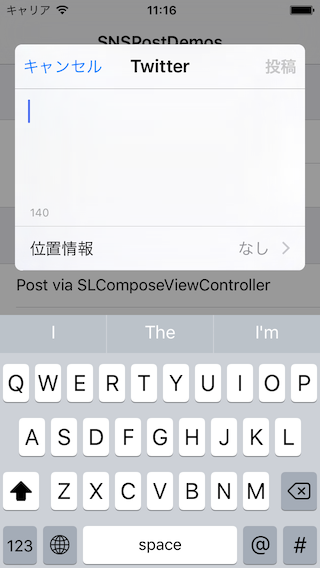 キャリア 11:16
SNSPostDemos
キャンセル Twitter 投稿
140
位置情報 なし
Post via SLComposeViewController
I The I'm
Q W E R T Y U I O P
A S D F G H J K L
Z X C V B N M
123 space @ #